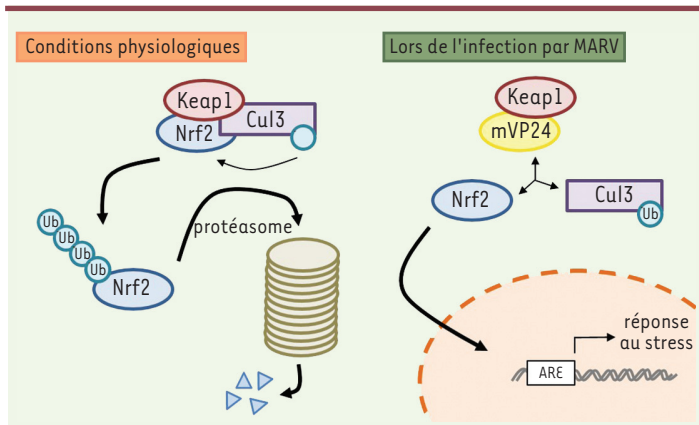 Conditions physiologiques
Keap1
Nrf2
Cul3
Ub
Ub
Ub
Ub
Nrf2
protéasome
Lors de l'infection par MARV
Keap1
mVP24
Nrf2
Cul3
Ub
réponse
au stress
ARE